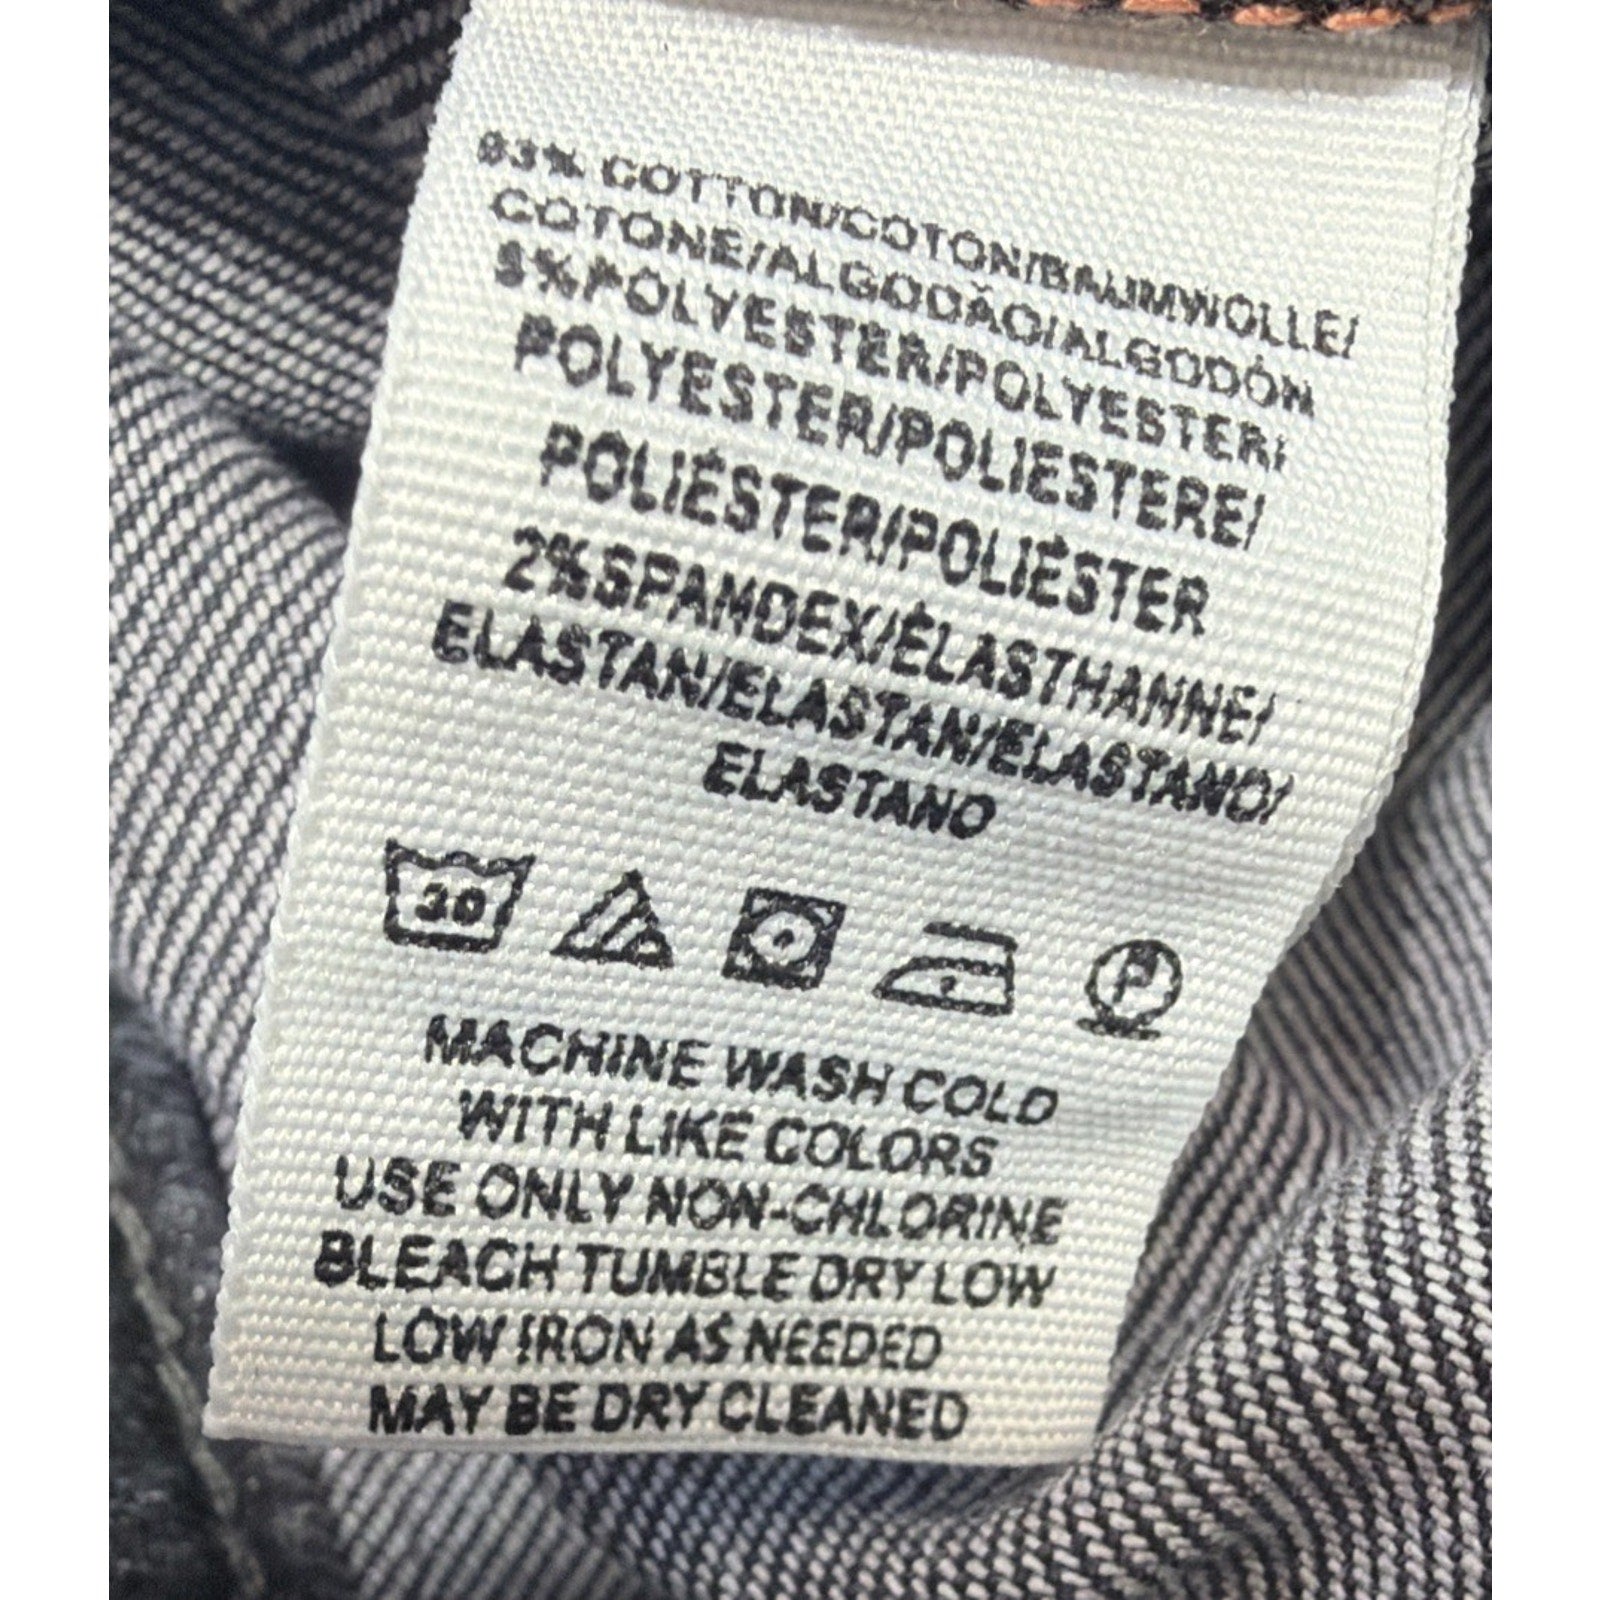 93% COTTON/COTON/BAUMWOLLE/
COTONE/ALGODÃO/ALGODÓN
5%POLYESTER/POLYESTER/
POLYESTER/POLIESTERE/
POLIÉSTER/POLIÉSTER
2%SPANDEX/ÉLASTHANNE/
ELASTAN/ELASTAN/ELASTANO/
ELASTANO
30
P
MACHINE WASH COLD
WITH LIKE COLORS
USE ONLY NON-CHLORINE
BLEACH TUMBLE DRY LOW
LOW IRON AS NEEDED
MAY BE DRY CLEANED